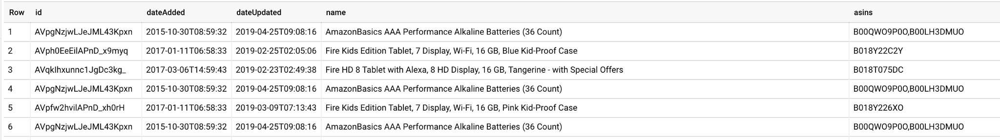 Row id dateAdded dateUpdated name asins
1 AVpgNzjwLJeJML43Kpxn 2015-10-30T08:59:32 2019-04-25T09:08:16 AmazonBasics AAA Performance Alkaline Batteries (36 Count) B00QWO9P0O,B00LH3DMUO
2 AVph0EeEilAPnD_x9myq 2017-01-11T06:58:33 2019-02-25T02:05:06 Fire Kids Edition Tablet, 7 Display, Wi-Fi, 16 GB, Blue Kid-Proof Case B018Y22C2Y
3 AVqkIhxunnc1JgDc3kg_ 2017-03-06T14:59:43 2019-02-23T02:49:38 Fire HD 8 Tablet with Alexa, 8 HD Display, 16 GB, Tangerine - with Special Offers B018T075DC
4 AVpgNzjwLJeJML43Kpxn 2015-10-30T08:59:32 2019-04-25T09:08:16 AmazonBasics AAA Performance Alkaline Batteries (36 Count) B00QWO9P0O,B00LH3DMUO
5 AVpfw2hvilAPnD_xh0rH 2017-01-11T06:58:33 2019-03-09T07:13:43 Fire Kids Edition Tablet, 7 Display, Wi-Fi, 16 GB, Pink Kid-Proof Case B018Y226XO
6 AVpgNzjwLJeJML43Kpxn 2015-10-30T08:59:32 2019-04-25T09:08:16 AmazonBasics AAA Performance Alkaline Batteries (36 Count) B00QWO9P0O,B00LH3DMUO